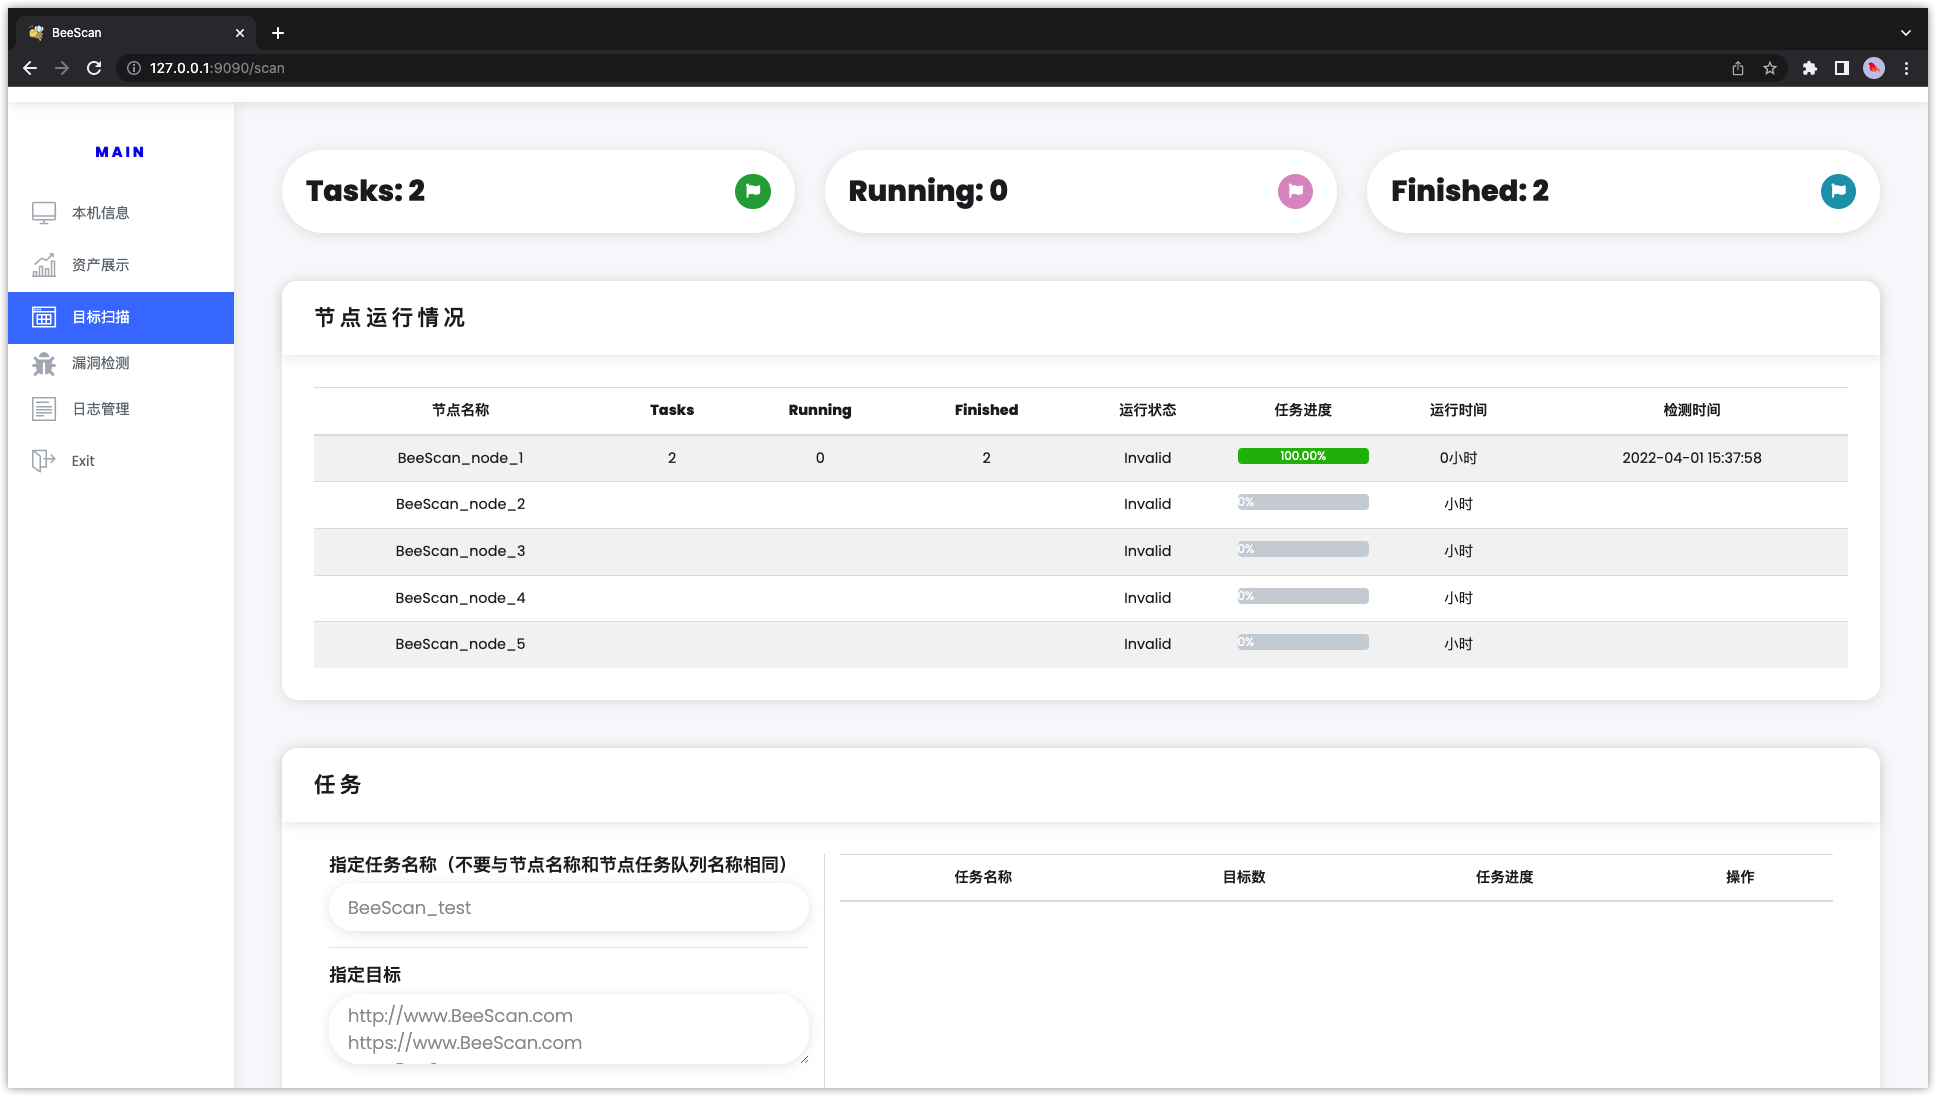 BeeScan
127.0.0.1:9090/scan
MAIN
本机信息
资产展示
目标扫描
漏洞检测
日志管理
Exit
Tasks: 2
Running: 0
Finished: 2
节点运行情况
节点名称 Tasks Running Finished 运行状态 任务进度 运行时间 检测时间
BeeScan_node_1 2 0 2 Invalid 100.00% 0小时 2022-04-01 15:37:58
BeeScan_node_2 Invalid 0% 小时
BeeScan_node_3 Invalid 0% 小时
BeeScan_node_4 Invalid 0% 小时
BeeScan_node_5 Invalid 0% 小时
任务
指定任务名称（不要与节点名称和节点任务队列名称相同）
BeeScan_test
指定目标
http://www.BeeScan.com
https://www.BeeScan.com
任务名称 目标数 任务进度 操作